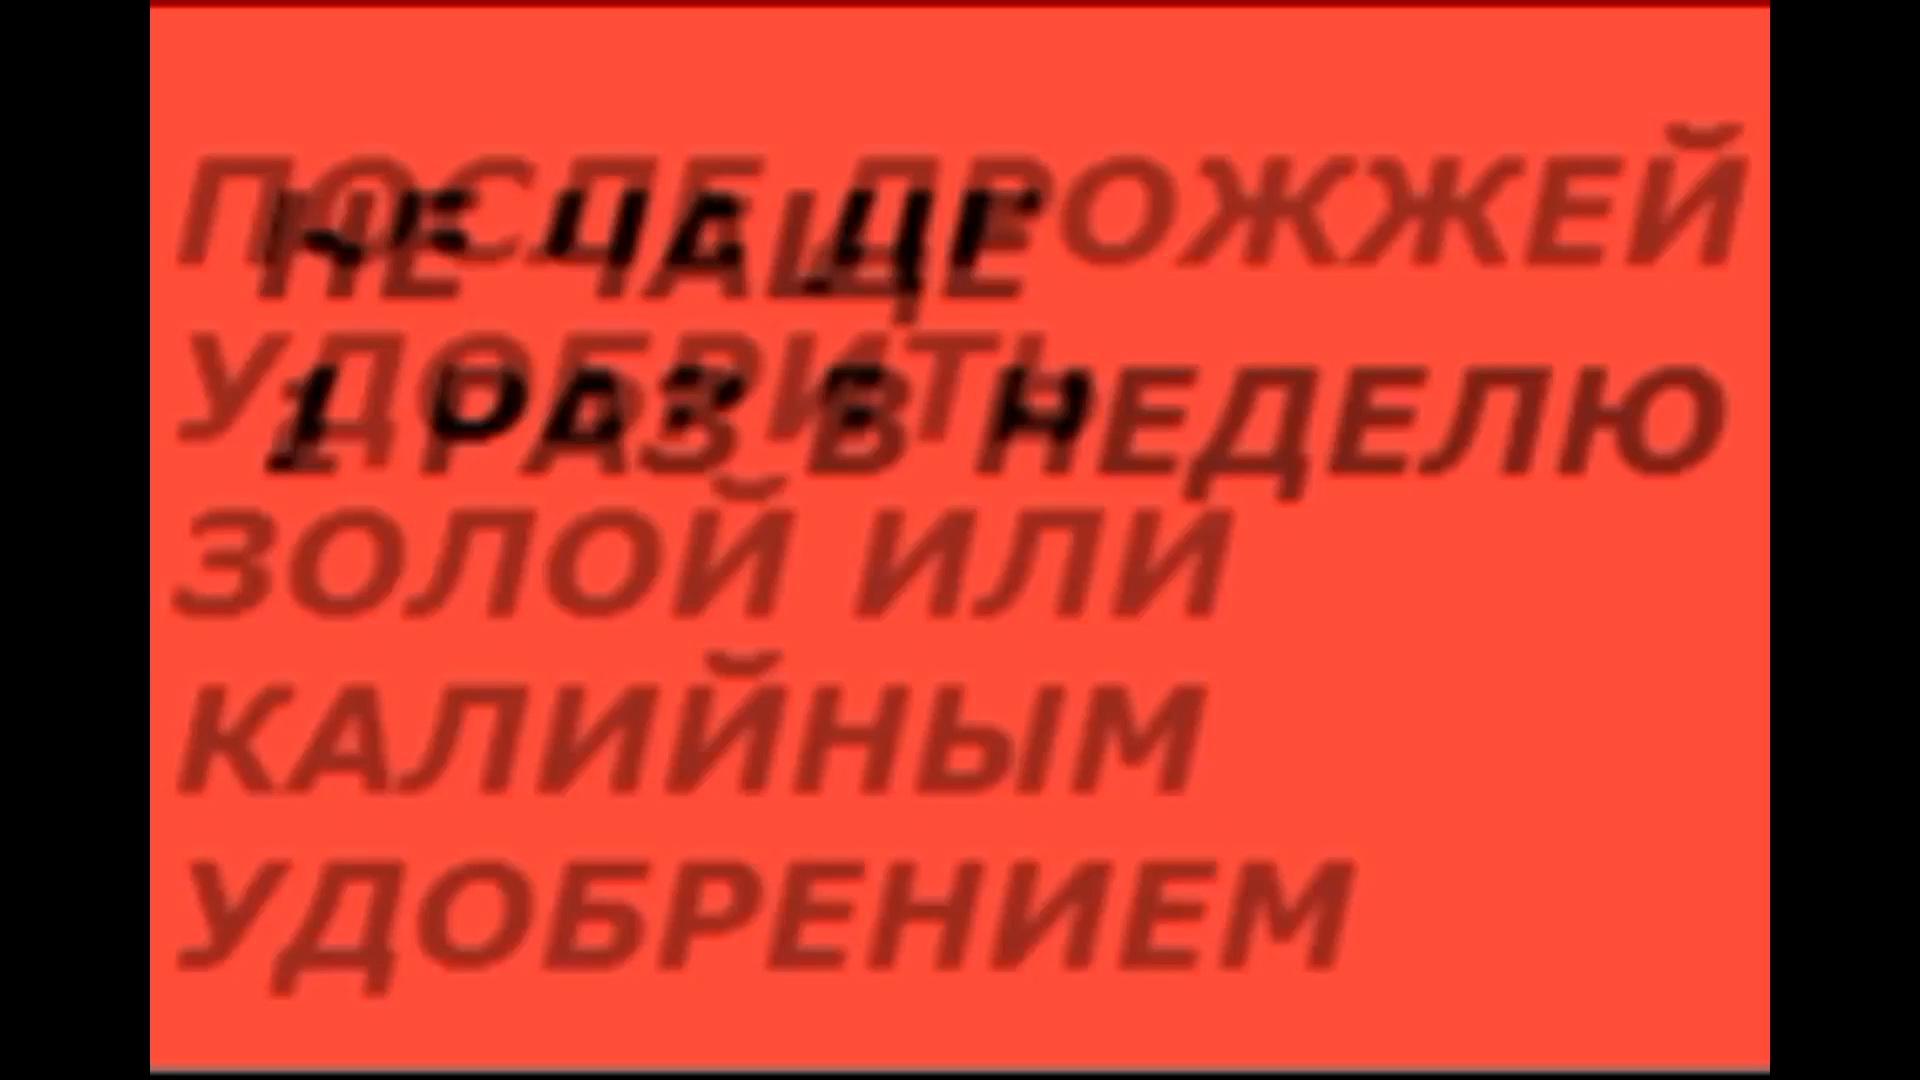 НЕ ЧАЩЕ
1 РАЗ В НЕДЕЛЮ
ПОСЛЕ ДРОЖЖЕЙ
УДОБРИТЬ
ЗОЛОЙ ИЛИ
КАЛИЙНЫМ
УДОБРЕНИЕМ